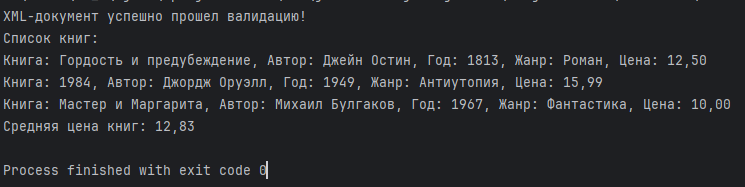 XML-документ успешно прошел валидацию!
Список книг:
Книга: Гордость и предубеждение, Автор: Джейн Остин, Год: 1813, Жанр: Роман, Цена: 12,50
Книга: 1984, Автор: Джордж Оруэлл, Год: 1949, Жанр: Антиутопия, Цена: 15,99
Книга: Мастер и Маргарита, Автор: Михаил Булгаков, Год: 1967, Жанр: Фантастика, Цена: 10,00
Средняя цена книг: 12,83
Process finished with exit code 0